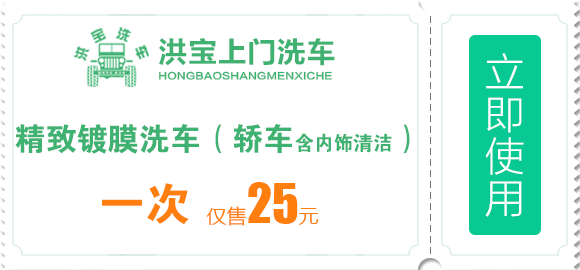 洪宝洗车
洪宝上门洗车
HONGBAOSHANGMENXICHE
精致镀膜洗车（轿车含内饰清洁）
一次 仅售25元
立即使用